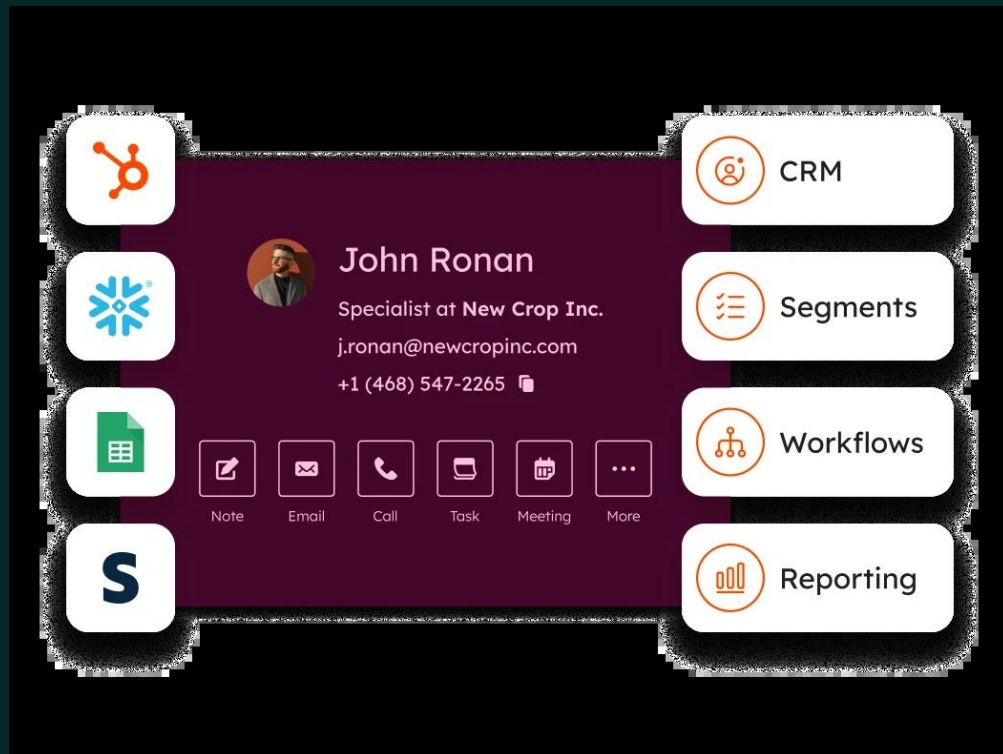 John Ronan
Specialist at New Crop Inc.
j.ronan@newcropinc.com
+1 (468) 547-2265
Note
Email
Call
Task
Meeting
More
S
CRM
Segments
Workflows
Reporting